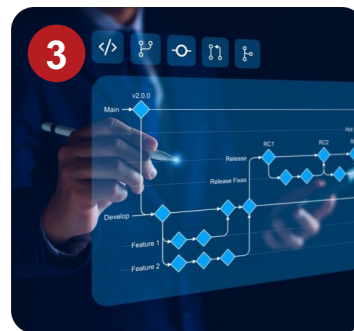 3
</>
v2.0.0
Main
RC1
RC2
Release
Release Fixes
Develop
Feature 1
Feature 2